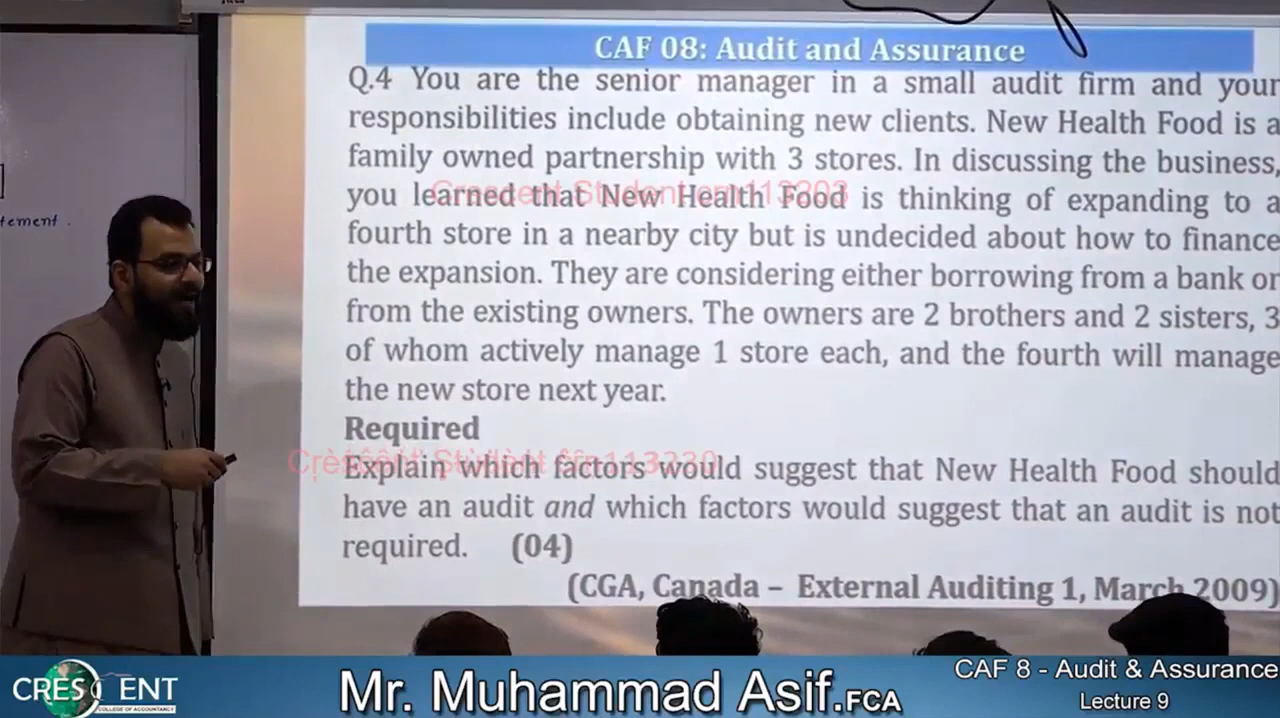 CAF 08: Audit and Assurance
Q.4 You are the senior manager in a small audit firm and your
responsibilities include obtaining new clients. New Health Food is a
family owned partnership with 3 stores. In discussing the business,
you learned that New Health Food is thinking of expanding to a
Crescent Student crn 113203
fourth store in a nearby city but is undecided about how to finance
the expansion. They are considering either borrowing from a bank or
from the existing owners. The owners are 2 brothers and 2 sisters, 3
of whom actively manage 1 store each, and the fourth will manage
the new store next year.
Required
Explain which factors would suggest that New Health Food should
have an audit and which factors would suggest that an audit is not
required. (04)
(CGA, Canada – External Auditing 1, March 2009)
tement.
CRESCENT
COLLEGE OF ACCOUNTANCY
Mr. Muhammad Asif.FCA
CAF 8 - Audit & Assurance
Lecture 9